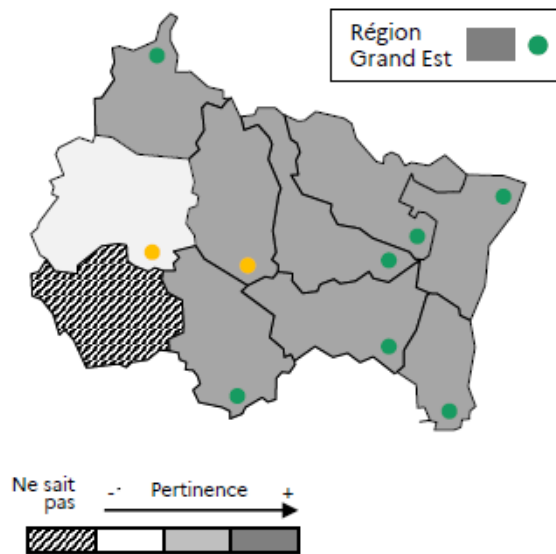 Région
Grand Est
Ne sait
pas
-· Pertinence +